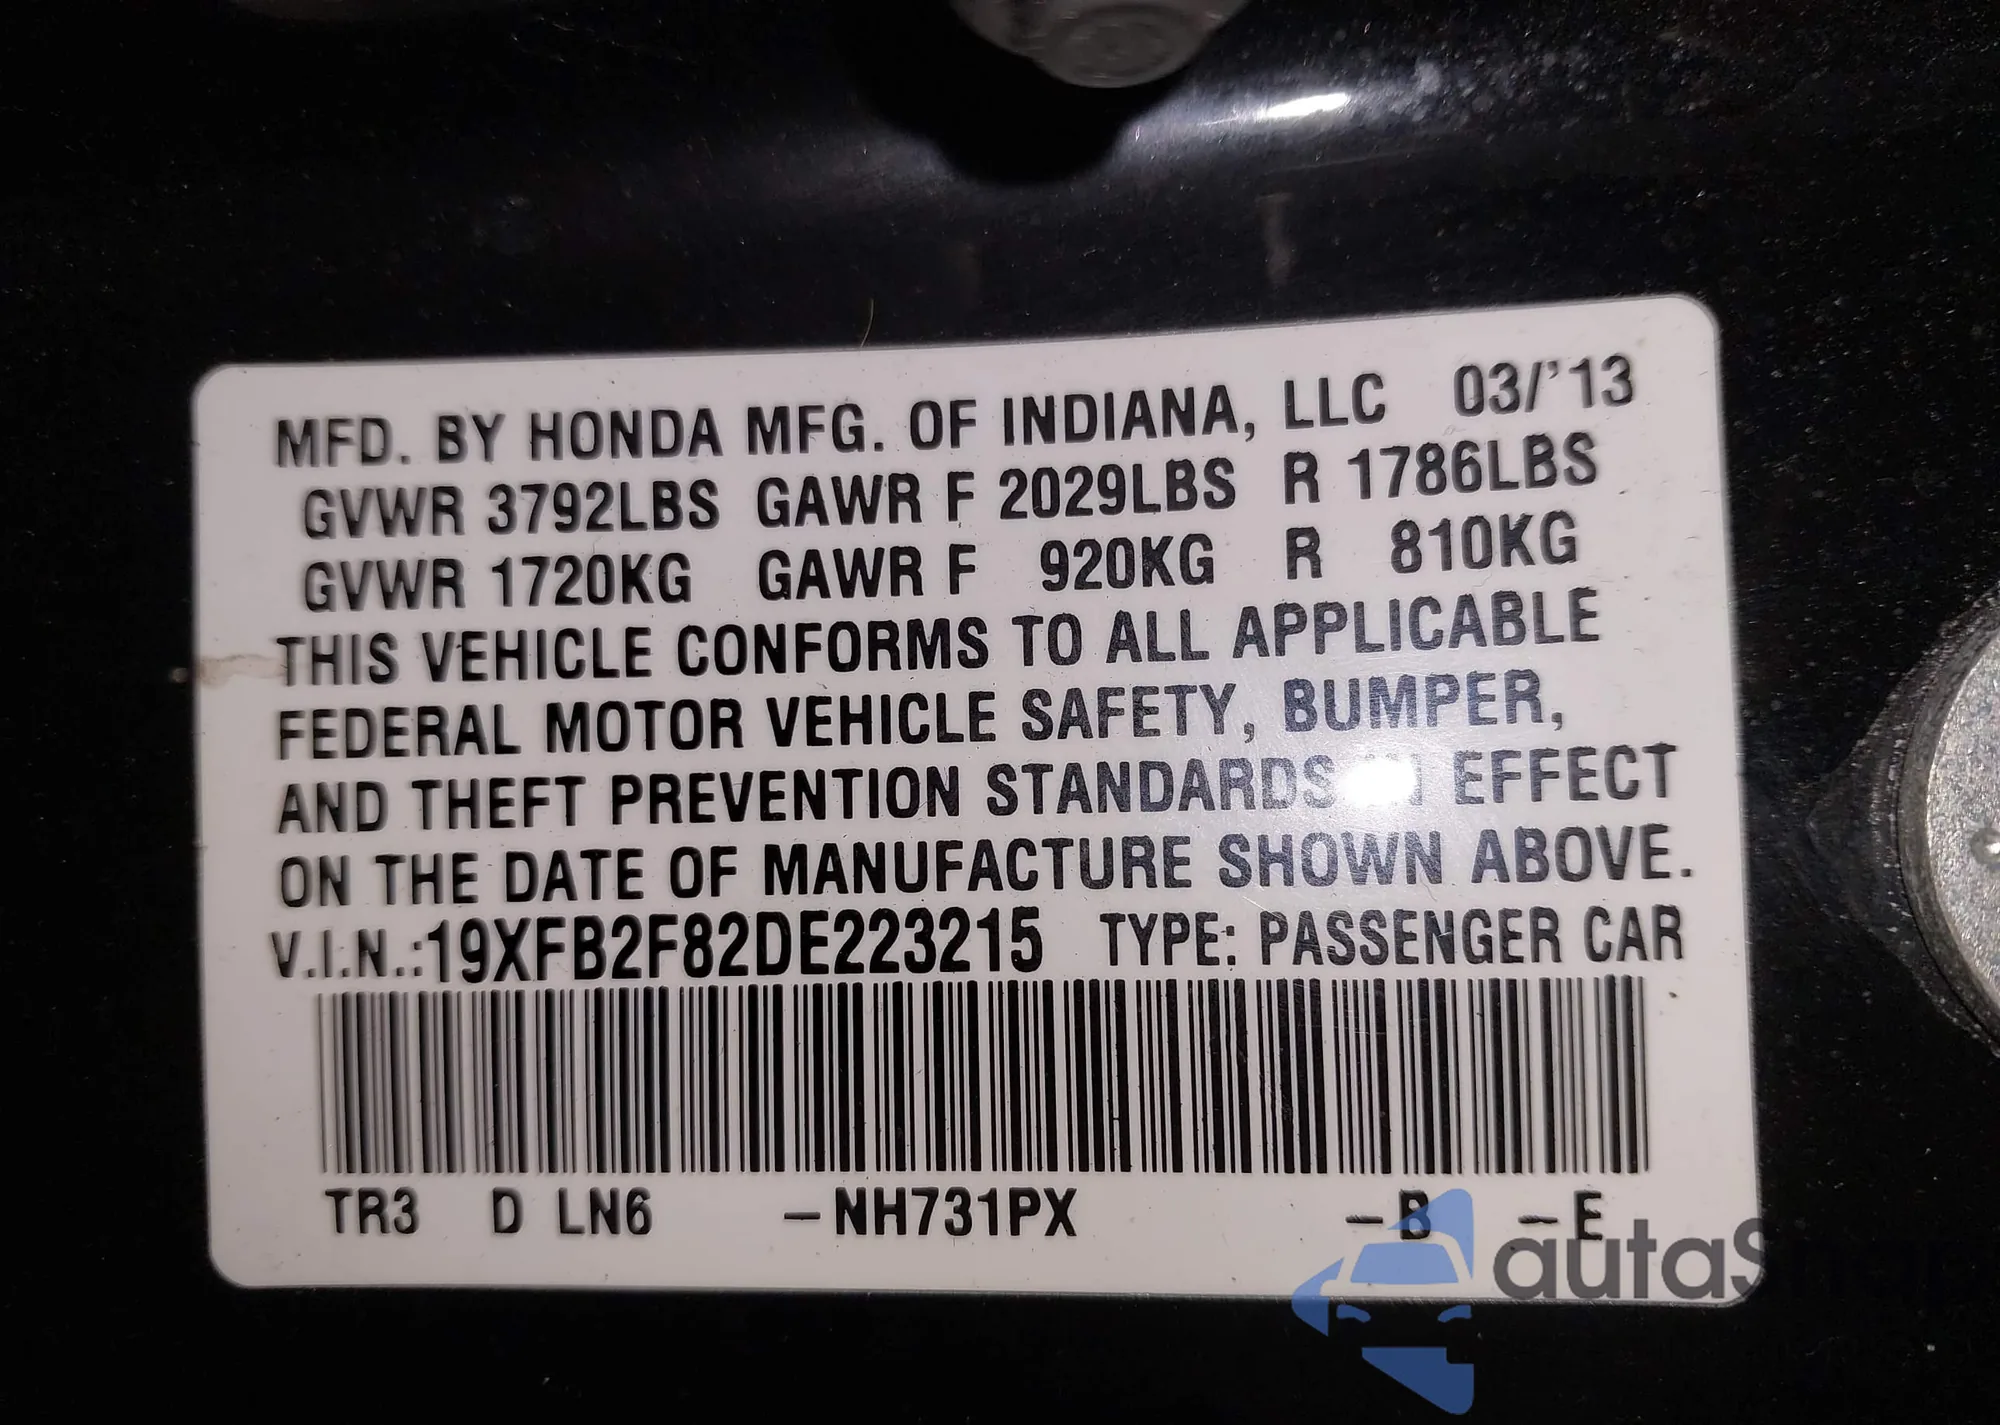 MFD. BY HONDA MFG. OF INDIANA, LLC 03/'13
GVWR 3792LBS GAWR F 2029LBS R 1786LBS
GVWR 1720KG GAWR F 920KG R 810KG
THIS VEHICLE CONFORMS TO ALL APPLICABLE
FEDERAL MOTOR VEHICLE SAFETY, BUMPER,
AND THEFT PREVENTION STANDARDS IN EFFECT
ON THE DATE OF MANUFACTURE SHOWN ABOVE.
V.I.N.:19XFB2F82DE223215 TYPE: PASSENGER CAR
TR3 D LN6 –NH731PX –B –E